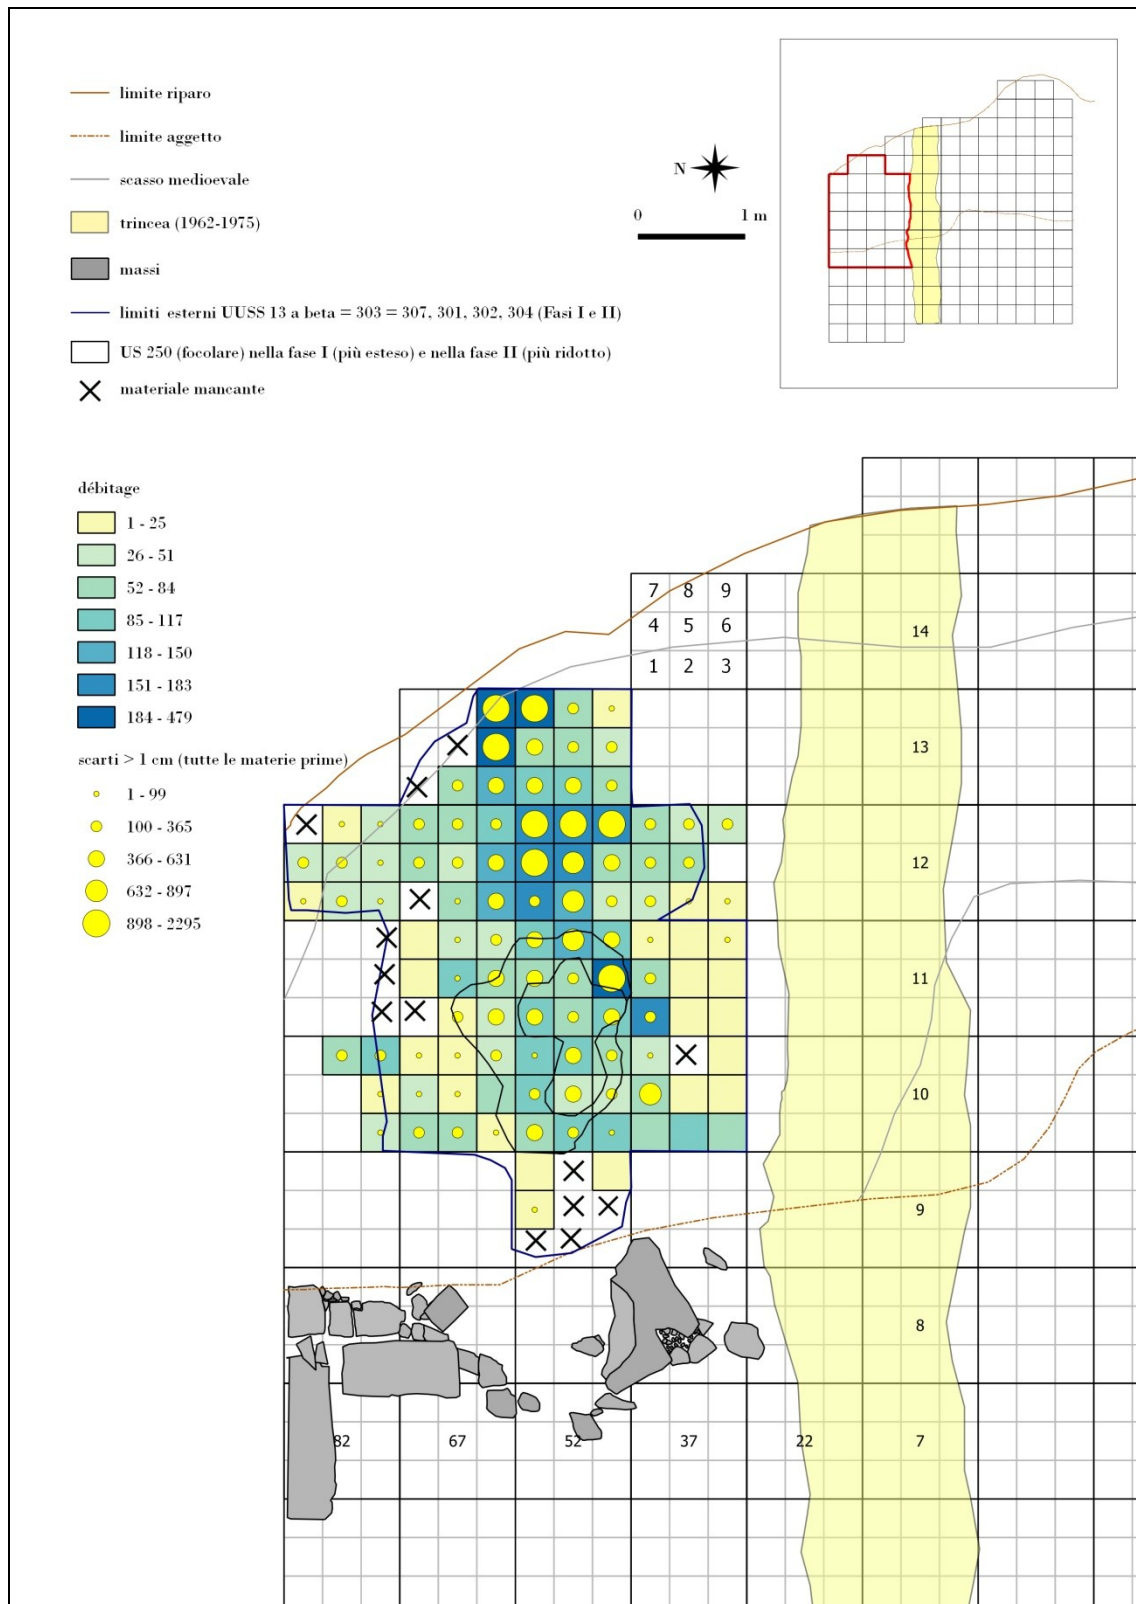 limite riparo
limite aggetto
scasso medioevale
trincea (1962-1975)
massi
limiti esterni UUSS 13 a beta = 303 = 307, 301, 302, 304 (Fasi I e II)
US 250 (focolare) nella fase I (più esteso) e nella fase II (più ridotto)
materiale mancante
N
0 1 m
débitage
1 - 25
26 - 51
52 - 84
85 - 117
118 - 150
151 - 183
184 - 479
scarti > 1 cm (tutte le materie prime)
1 - 99
100 - 365
366 - 631
632 - 897
898 - 2295
7 8 9
4 5 6
1 2 3
14
13
12
11
10
9
8
82 67 52 37 22 7